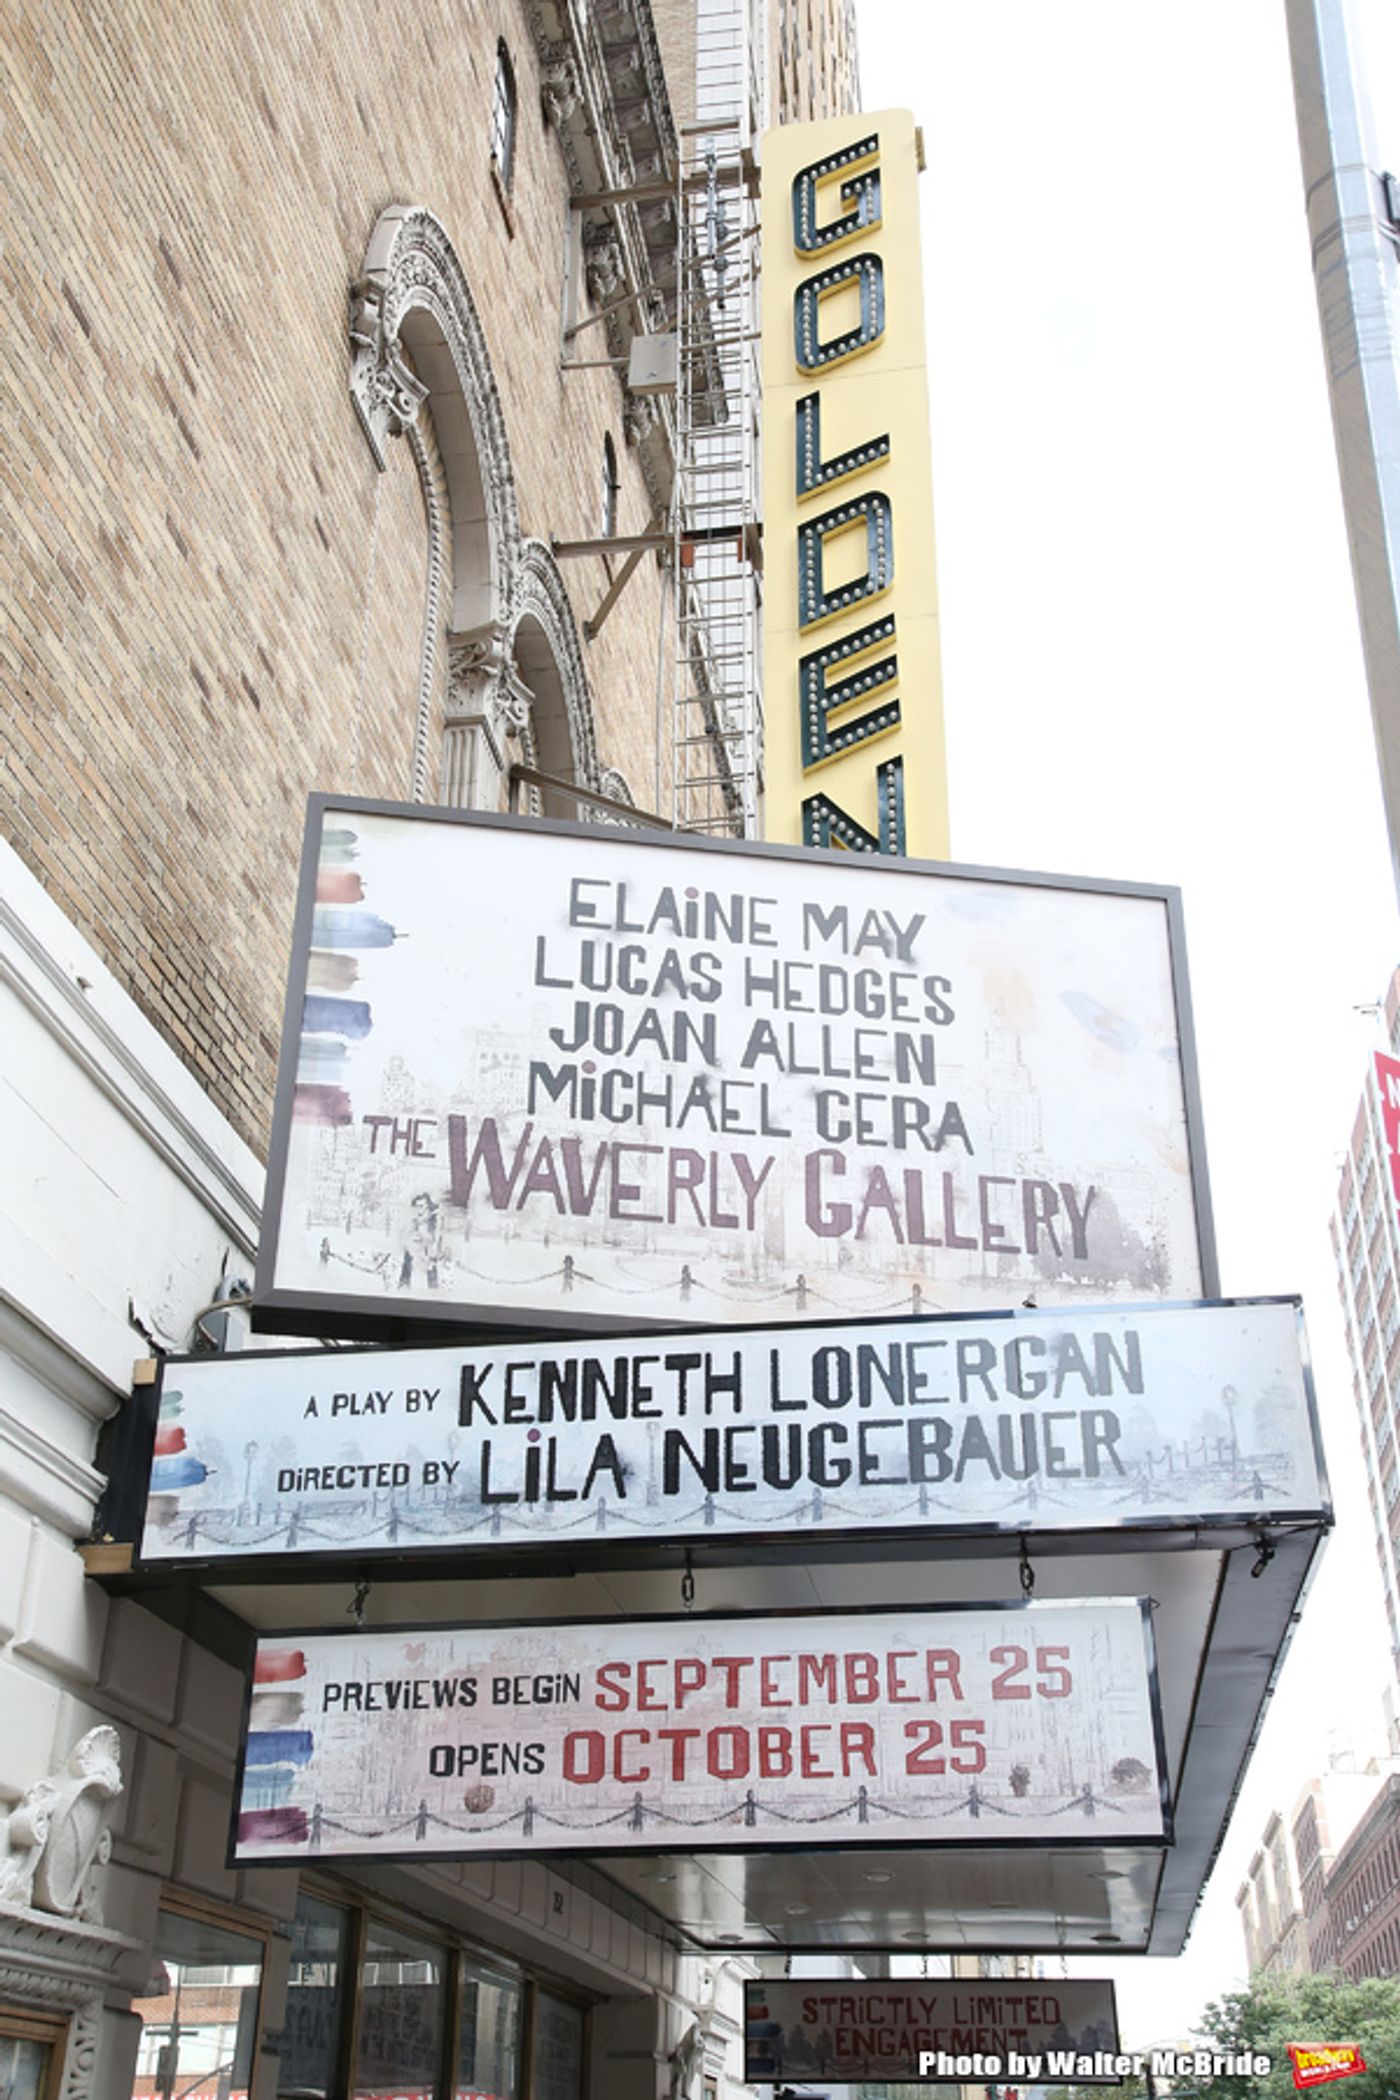 GOLDEN
ELAiNE MAY
LUCAS HEDGES
JOAN ALLEN
MiCHAEL CERA
THE WAVERLY GALLERY
A PLAY BY KENNETH LONERGAN
DiRECTED BY LiLA NEUGEBAUER
PREViEWS BEGiN SEPTEMBER 25
OPENS OCTOBER 25
STRiCTLY LiMiTED
ENGAGEMENT
Photo by Walter McBride